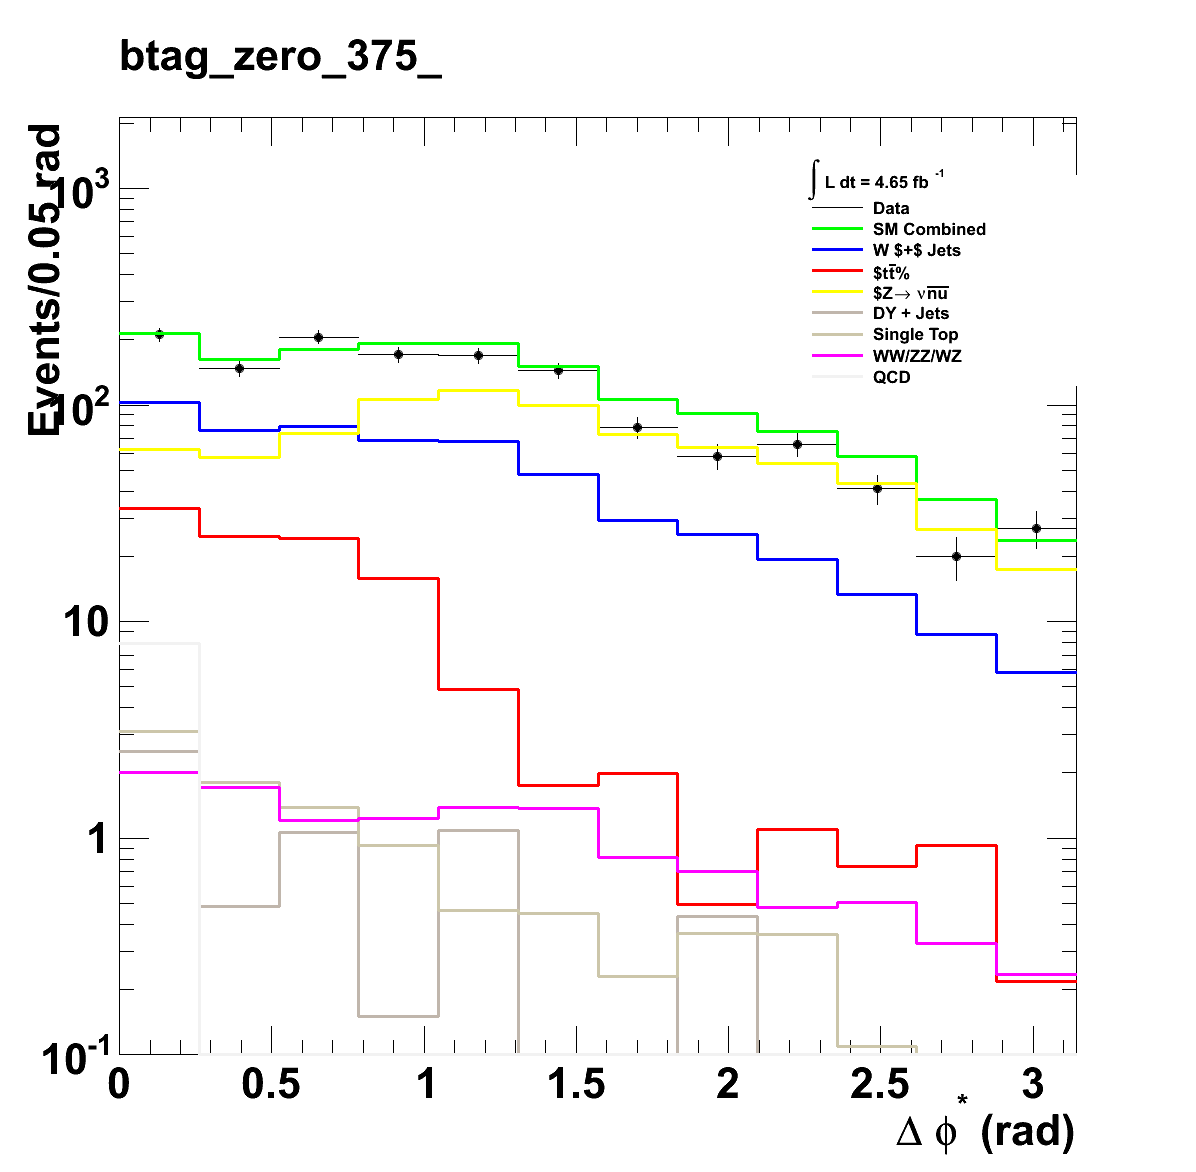 btag_zero_375_
Events/0.05 rad
10³
10²
10
1
10⁻¹
∫ L dt = 4.65 fb ⁻¹
Data
SM Combined
W $+$ Jets
$tt̅%
$Z→ ν n̅u̅
DY + Jets
Single Top
WW/ZZ/WZ
QCD
0 0.5 1 1.5 2 2.5 3
Δ ϕ* (rad)